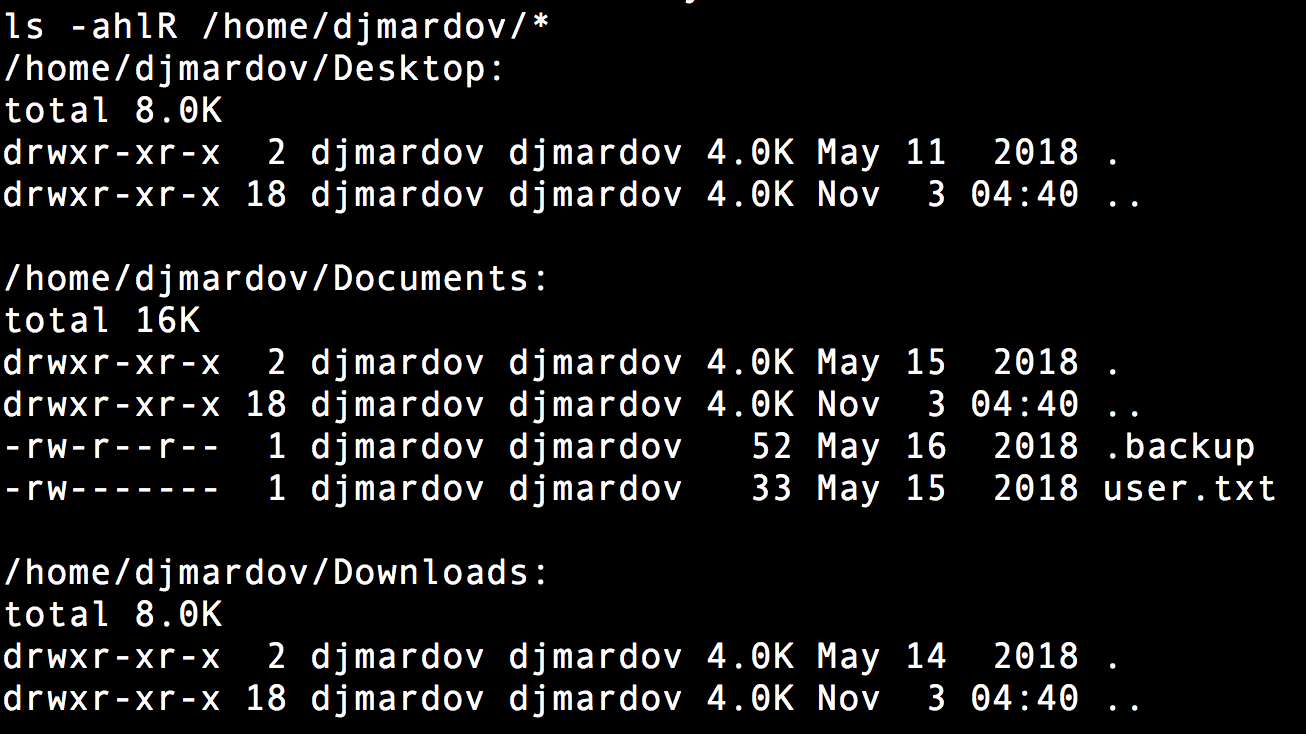 ls -ahlR /home/djmardov/*
/home/djmardov/Desktop:
total 8.0K
drwxr-xr-x  2 djmardov djmardov 4.0K May 11  2018 .
drwxr-xr-x 18 djmardov djmardov 4.0K Nov  3 04:40 ..

/home/djmardov/Documents:
total 16K
drwxr-xr-x  2 djmardov djmardov 4.0K May 15  2018 .
drwxr-xr-x 18 djmardov djmardov 4.0K Nov  3 04:40 ..
-rw-r--r--  1 djmardov djmardov   52 May 16  2018 .backup
-rw-------  1 djmardov djmardov   33 May 15  2018 user.txt

/home/djmardov/Downloads:
total 8.0K
drwxr-xr-x  2 djmardov djmardov 4.0K May 14  2018 .
drwxr-xr-x 18 djmardov djmardov 4.0K Nov  3 04:40 ..